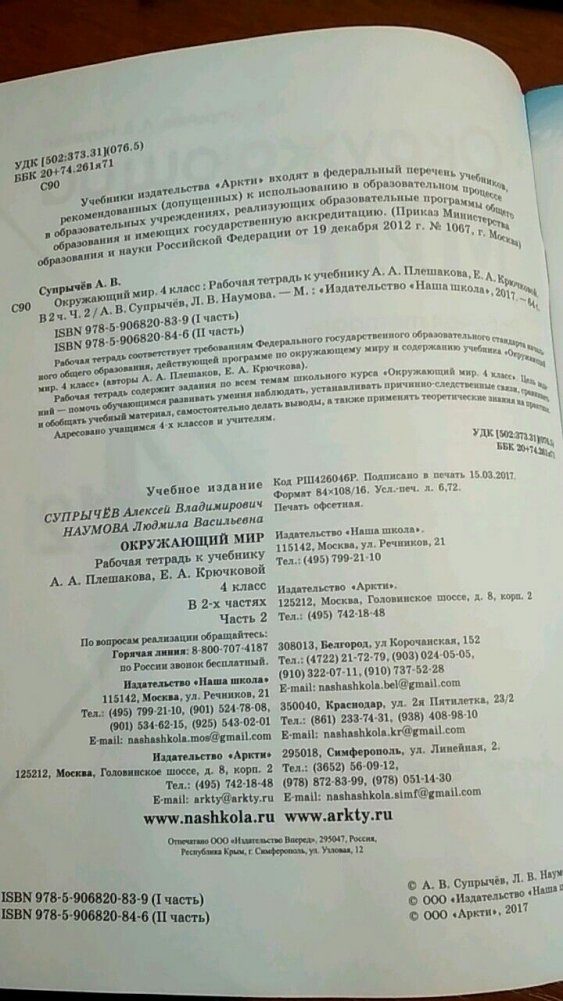 УДК [502:373.31](076.5)
ББК 20+74.261я71
С90
Учебники издательства «Аркти» входят в федеральный перечень учебников,
рекомендованных (допущенных) к использованию в образовательном процессе
в образовательных учреждениях, реализующих образовательные программы общего
образования и имеющих государственную аккредитацию. (Приказ Министерства
образования и науки Российской Федерации от 19 декабря 2012 г. № 1067, г. Москва)
Супрычёв А. В.
С90 Окружающий мир. 4 класс : Рабочая тетрадь к учебнику А. А. Плешакова, Е. А. Крючковой.
В 2 ч. Ч. 2 / А. В. Супрычёв, Л. В. Наумова. — М. : «Издательство «Наша школа», 2017. — 64 с.
ISBN 978-5-906820-83-9 (I часть)
ISBN 978-5-906820-84-6 (II часть)
Рабочая тетрадь соответствует требованиям Федерального государственного образовательного стандарта началь-
ного общего образования, действующей программе по окружающему миру и содержанию учебника «Окружающий
мир. 4 класс» (авторы А. А. Плешаков, Е. А. Крючкова).
Рабочая тетрадь содержит задания по всем темам школьного курса «Окружающий мир. 4 класс» Цель
ний — помочь обучающимся развивать умения наблюдать, устанавливать причинно-следственные связи, сравнивать
и обобщать учебный материал, самостоятельно делать выводы, а также применять теоретические знания на практике.
Адресовано учащимся 4-х классов и учителям.
УДК [502:373.31](076.5)
ББК 20+74.261я71
Учебное издание
СУПРЫЧЁВ Алексей Владимирович
НАУМОВА Людмила Васильевна
ОКРУЖАЮЩИЙ МИР
Рабочая тетрадь к учебнику
А. А. Плешакова, Е. А. Крючковой
4 класс
В 2-х частях
Часть 2
По вопросам реализации обращайтесь:
Горячая линия: 8-800-707-4187
по России звонок бесплатный.
Издательство «Наша школа»
115142, Москва, ул. Речников, 21
Тел.: (495) 799-21-10, (901) 524-78-08,
(901) 534-62-15, (925) 543-02-01
E-mail: nashashkola.mos@gmail.com
Издательство «Аркти»
125212, Москва, Головинское шоссе, д. 8, корп. 2
Тел.: (495) 742-18-48
E-mail: arkty@arkty.ru
Код РШ426046Р. Подписано в печать 15.03.2017.
Формат 84×108/16. Усл.-печ. л. 6,72.
Печать офсетная.
Издательство «Наша школа».
115142, Москва, ул. Речников, 21
Тел.: (495) 799-21-10
Издательство «Аркти».
125212, Москва, Головинское шоссе, д. 8, корп. 2
Тел.: (495) 742-18-48
308013, Белгород, ул Корочанская, 152
Тел.: (4722) 21-72-79, (903) 024-05-05,
(910) 322-07-11, (910) 737-52-28
E-mail: nashashkola.bel@gmail.com
350040, Краснодар, ул. 2я Пятилетка, 23/2
Тел.: (861) 233-74-31, (938) 408-98-10
E-mail: nashashkola.kr@gmail.com
295018, Симферополь, ул. Линейная, 2.
Тел.: (3652) 56-09-12,
(978) 872-83-99, (978) 051-14-30
E-mail: nashashkola.simf@gmail.com
www.nashkola.ru www.arkty.ru
Отпечатано ООО «Издательство Вперед», 295047, Россия,
Республика Крым, г. Симферополь, ул. Узловая, 12
ISBN 978-5-906820-83-9 (I часть)
ISBN 978-5-906820-84-6 (II часть)
© А. В. Супрычёв, Л. В. Наум
© ООО «Издательство «Наша
© ООО «Аркти», 2017